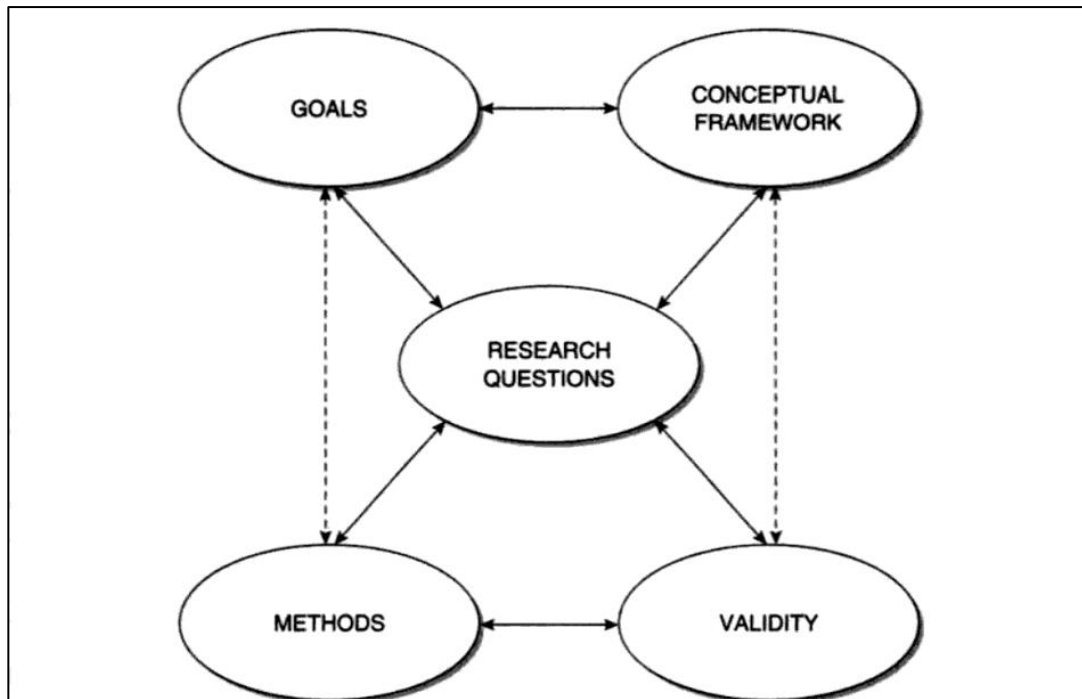 GOALS
CONCEPTUAL
FRAMEWORK
RESEARCH
QUESTIONS
METHODS
VALIDITY